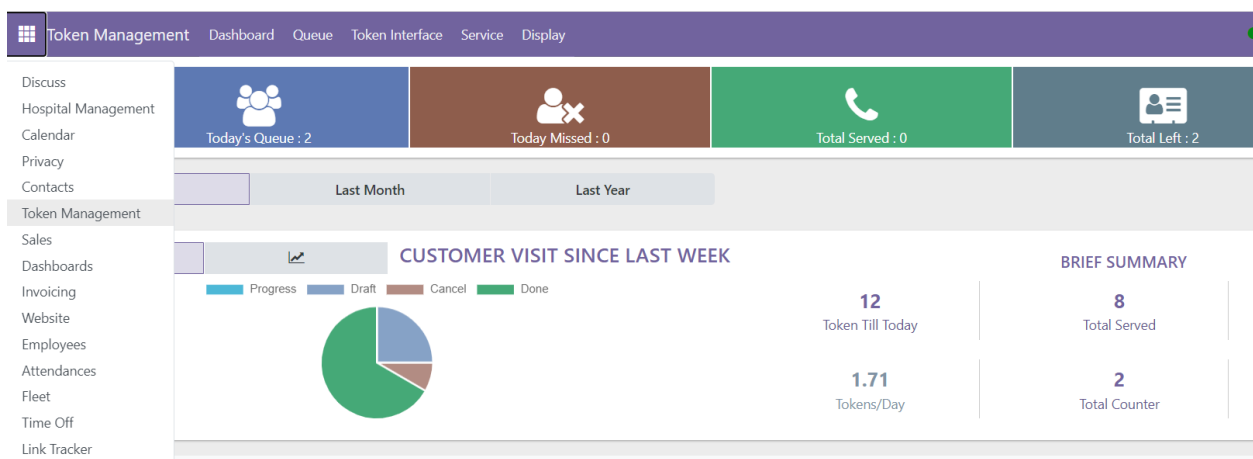 Token Management Dashboard Queue Token Interface Service Display
Discuss
Hospital Management
Calendar
Privacy
Contacts
Token Management
Sales
Dashboards
Invoicing
Website
Employees
Attendances
Fleet
Time Off
Link Tracker
Today's Queue : 2
Today Missed : 0
Total Served : 0
Total Left : 2
Last Month Last Year
CUSTOMER VISIT SINCE LAST WEEK
Progress Draft Cancel Done
BRIEF SUMMARY
12
Token Till Today
8
Total Served
1.71
Tokens/Day
2
Total Counter